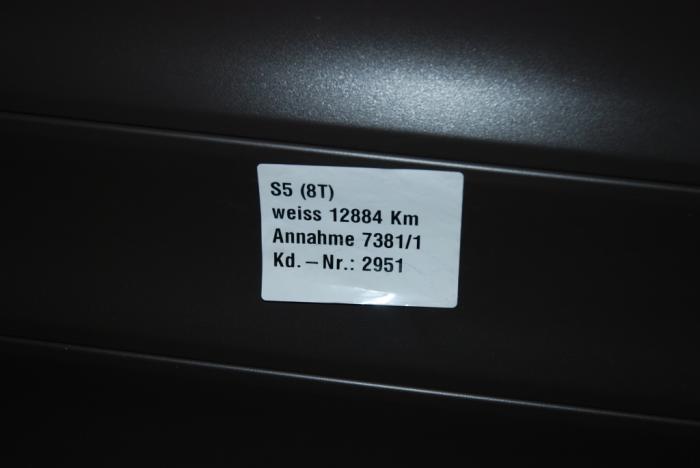 S5 (8T)
weiss 12884 Km
Annahme 7381/1
Kd.–Nr.: 2951